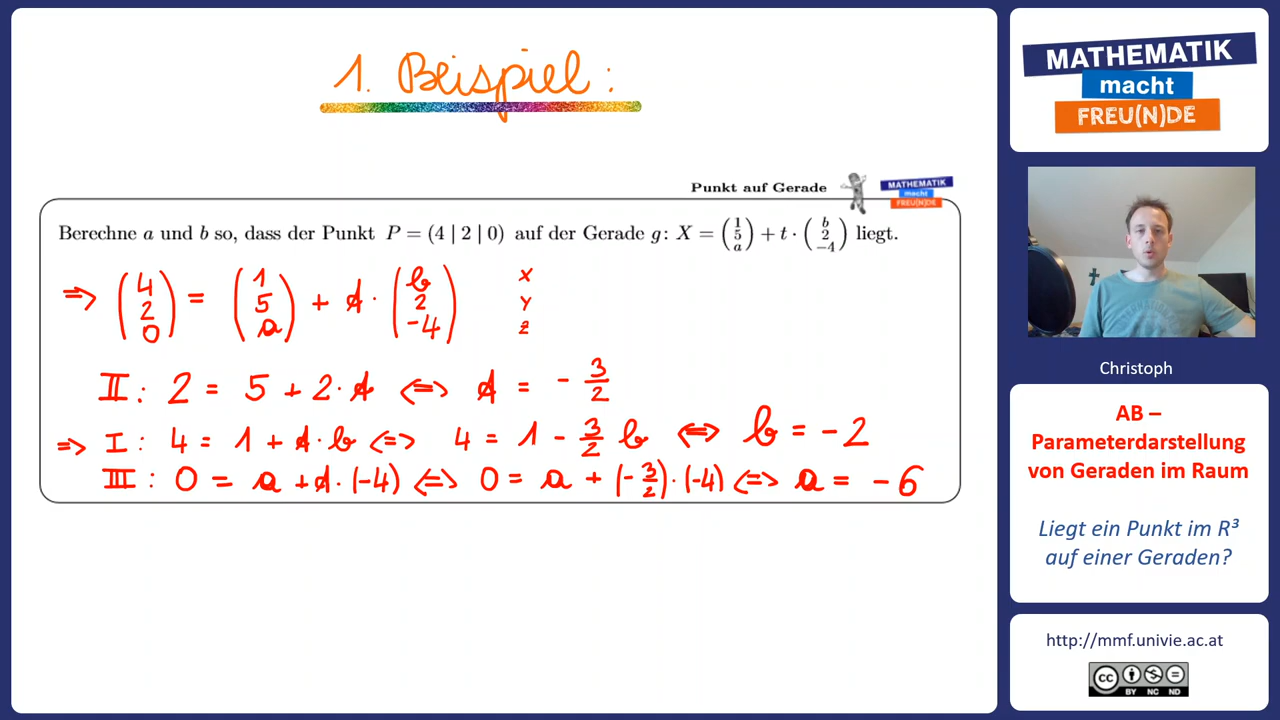 1. Beispiel:
Punkt auf Gerade
MATHEMATIK
macht
FREU(N)DE
Berechne a und b so, dass der Punkt P = (4 | 2 | 0) auf der Gerade g: X = (1 5 a) + t · (b 2 −4) liegt.
=> (4 2 0) = (1 5 a) + t · (b 2 -4)
X
Y
Z
II: 2 = 5 + 2 · t <=> t = - 3/2
=> I: 4 = 1 + t · b <=> 4 = 1 - 3/2 b <=> b = -2
III: 0 = a + t · (-4) <=> 0 = a + (- 3/2) · (-4) <=> a = -6
MATHEMATIK
macht
FREU(N)DE
Christoph
AB –
Parameterdarstellung
von Geraden im Raum
Liegt ein Punkt im R³
auf einer Geraden?
http://mmf.univie.ac.at
CC
BY NC ND